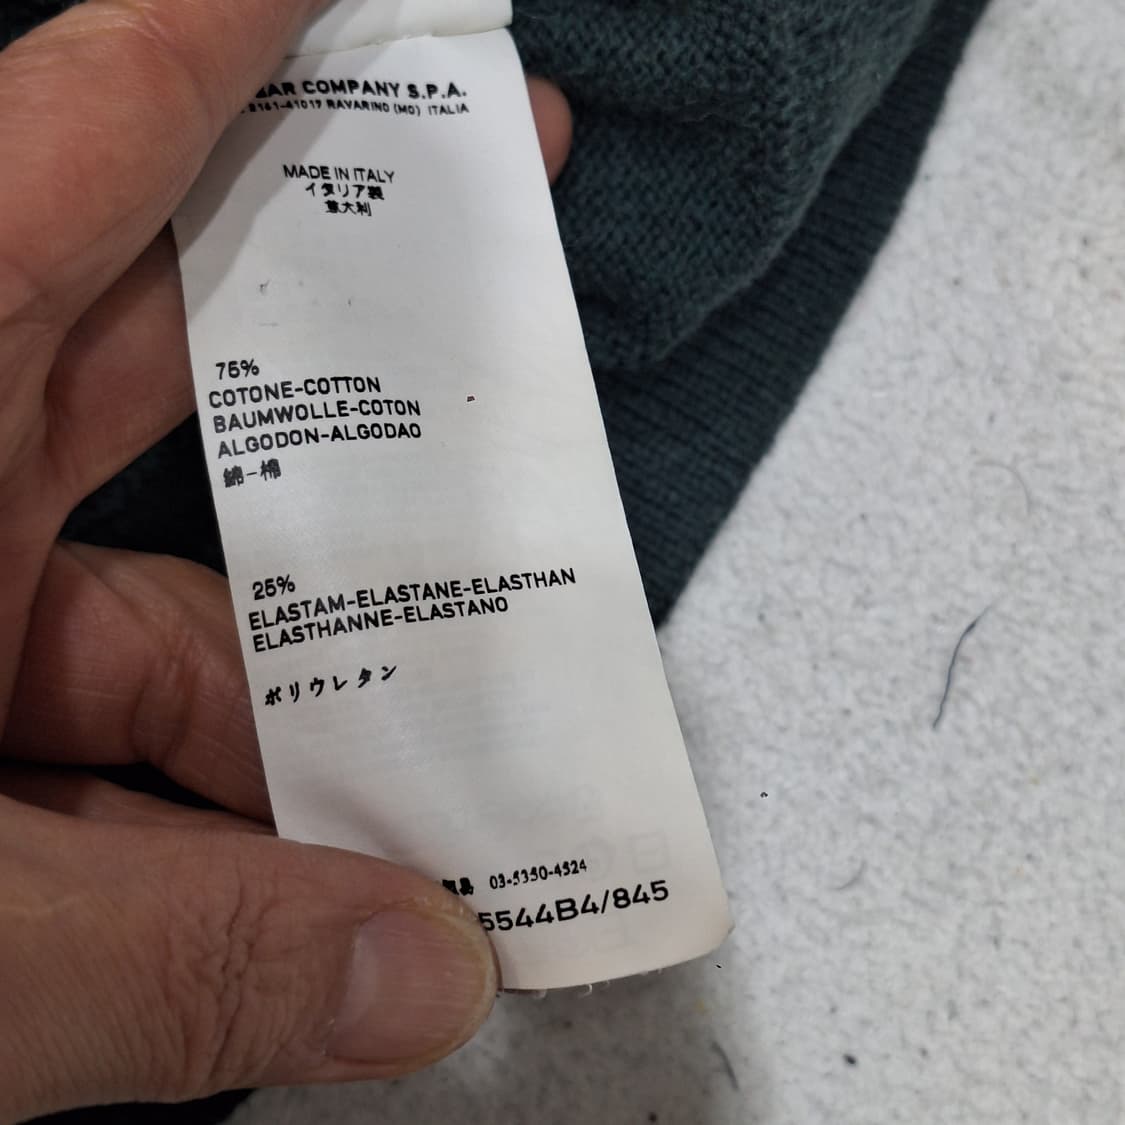 COMPANY S.P.A.
RAVARINO (MO) ITALIA
MADE IN ITALY
イタリア製
意大利
75%
COTONE-COTTON
BAUMWOLLE-COTON
ALGODON-ALGODAO
綿-棉
25%
ELASTAM-ELASTANE-ELASTHAN
ELASTHANNE-ELASTANO
ポリウレタン
03-5350-4524
5544B4/845